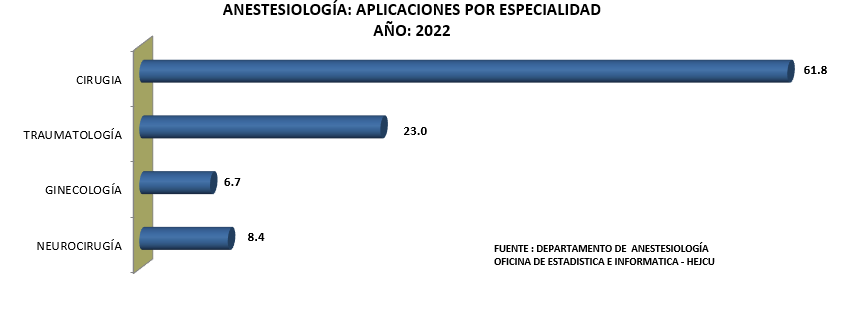 ANESTESIOLOGÍA: APLICACIONES POR ESPECIALIDAD
AÑO: 2022
CIRUGIA
61.8
TRAUMATOLOGÍA
23.0
GINECOLOGÍA
6.7
NEUROCIRUGÍA
8.4
FUENTE : DEPARTAMENTO DE ANESTESIOLOGÍA
OFICINA DE ESTADISTICA E INFORMATICA - HEJCU